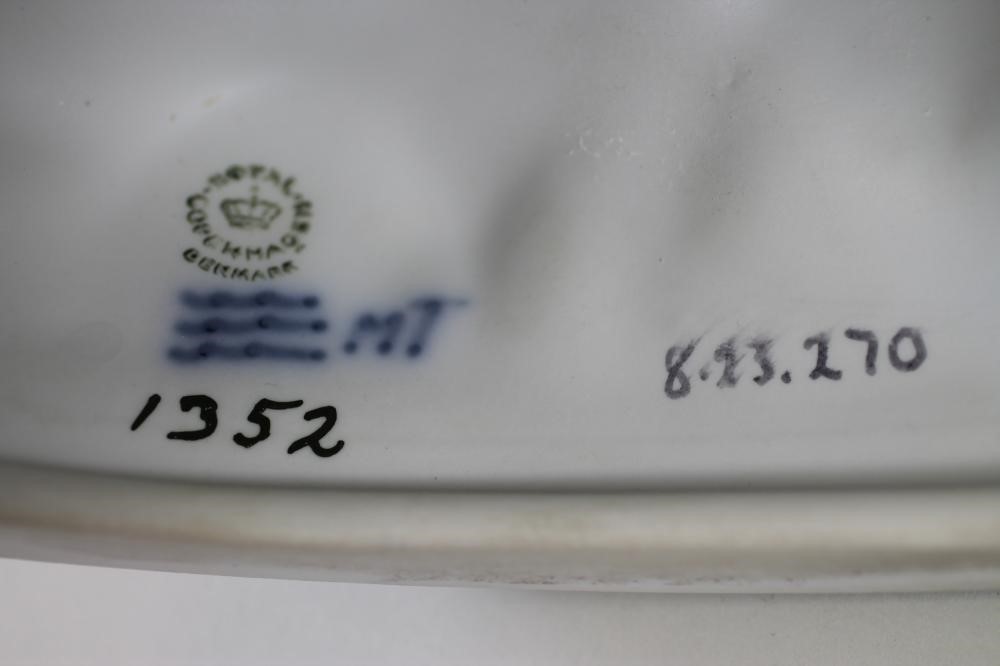 ROYAL COPENHAGEN
DENMARK
MT
1352
8.23.270